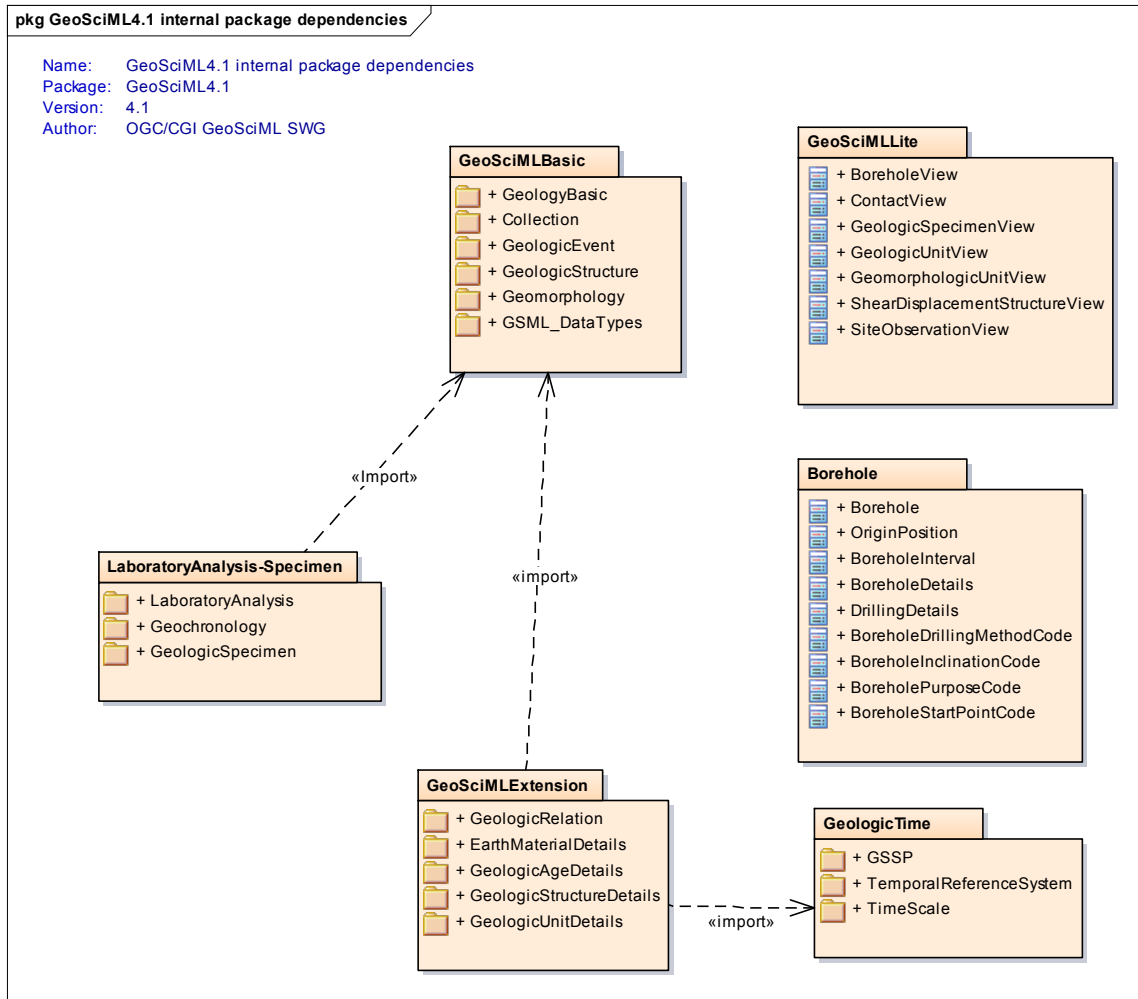 pkg GeoSciML4.1 internal package dependencies
Name: GeoSciML4.1 internal package dependencies
Package: GeoSciML4.1
Version: 4.1
Author: OGC/CGI GeoSciML SWG
GeoSciMLBasic
+ GeologyBasic
+ Collection
+ GeologicEvent
+ GeologicStructure
+ Geomorphology
+ GSML_DataTypes
GeoSciMLLite
+ BoreholeView
+ ContactView
+ GeologicSpecimenView
+ GeologicUnitView
+ GeomorphologicUnitView
+ ShearDisplacementStructureView
+ SiteObservationView
«Import»
«import»
Borehole
+ Borehole
+ OriginPosition
+ BoreholeInterval
+ BoreholeDetails
+ DrillingDetails
+ BoreholeDrillingMethodCode
+ BoreholeInclinationCode
+ BoreholePurposeCode
+ BoreholeStartPointCode
LaboratoryAnalysis-Specimen
+ LaboratoryAnalysis
+ Geochronology
+ GeologicSpecimen
GeoSciMLExtension
+ GeologicRelation
+ EarthMaterialDetails
+ GeologicAgeDetails
+ GeologicStructureDetails
+ GeologicUnitDetails
«import»
GeologicTime
+ GSSP
+ TemporalReferenceSystem
+ TimeScale